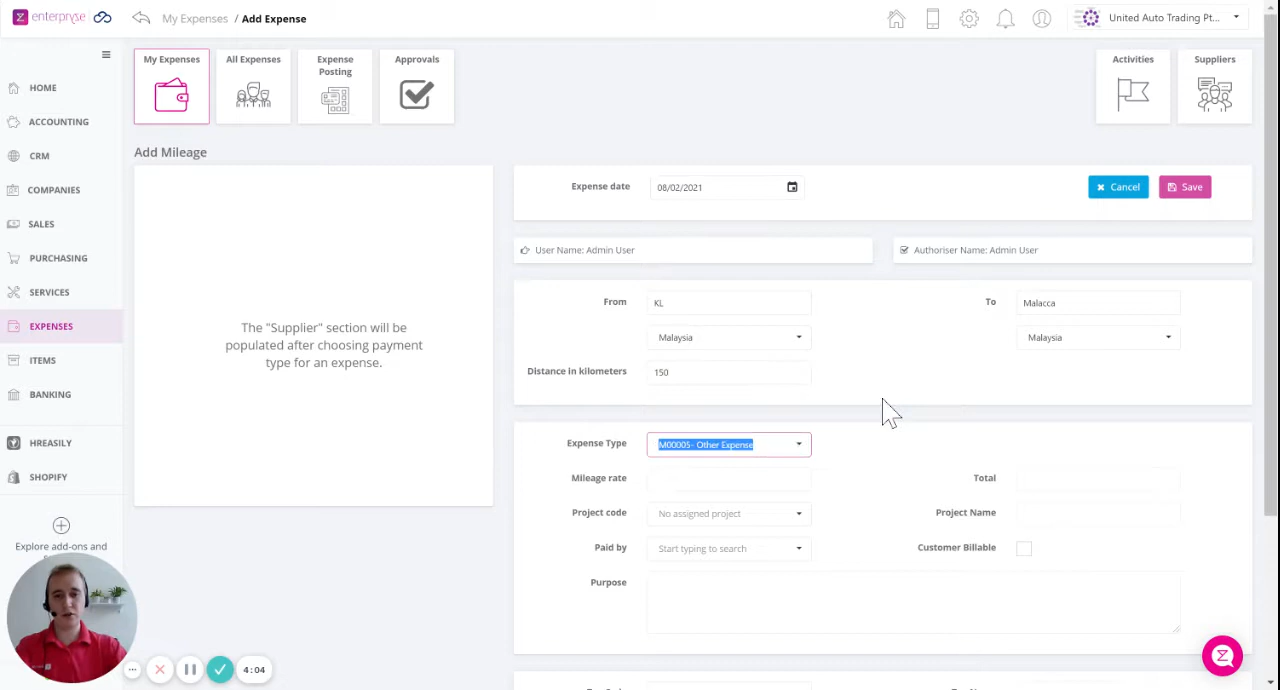 enterpryse
My Expenses / Add Expense
United Auto Trading Pt...
HOME
ACCOUNTING
CRM
COMPANIES
SALES
PURCHASING
SERVICES
EXPENSES
ITEMS
BANKING
HREASILY
SHOPIFY
Explore add-ons and
My Expenses
All Expenses
Expense
Posting
Approvals
Activities
Suppliers
Add Mileage
The "Supplier" section will be
populated after choosing payment
type for an expense.
Expense date 08/02/2021
Cancel
Save
User Name: Admin User
Authoriser Name: Admin User
From KL To Malacca
Malaysia Malaysia
Distance in kilometers 150
Expense Type M00005- Other Expense
Mileage rate Total
Project code No assigned project Project Name
Paid by Start typing to search Customer Billable
Purpose
4:04